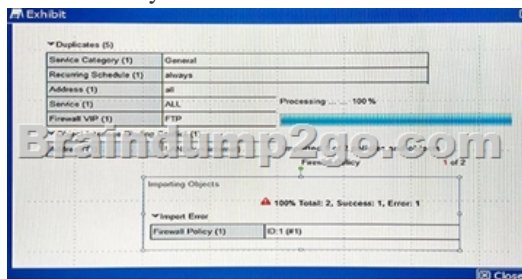 Exhibit
Duplicates (5)
Service Category (1) General
Recurring Schedule (1) always
Address (1) all
Service (1) ALL
Firewall VIP (1) FTP
Processing ... ... 100 %
Braindump2go.com
Firewall Policy 1 of 2
Importing Objects
100% Total: 2, Success: 1, Error: 1
Import Error
Firewall Policy (1) ID:1 (#1)
Close